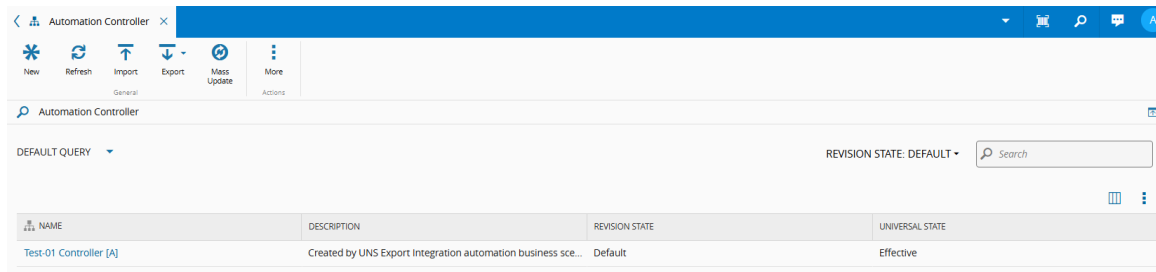 Automation Controller
A
New Refresh Import Export Mass Update More
General Actions
Automation Controller
DEFAULT QUERY REVISION STATE: DEFAULT Search
NAME DESCRIPTION REVISION STATE UNIVERSAL STATE
Test-01 Controller [A] Created by UNS Export Integration automation business sce... Default Effective